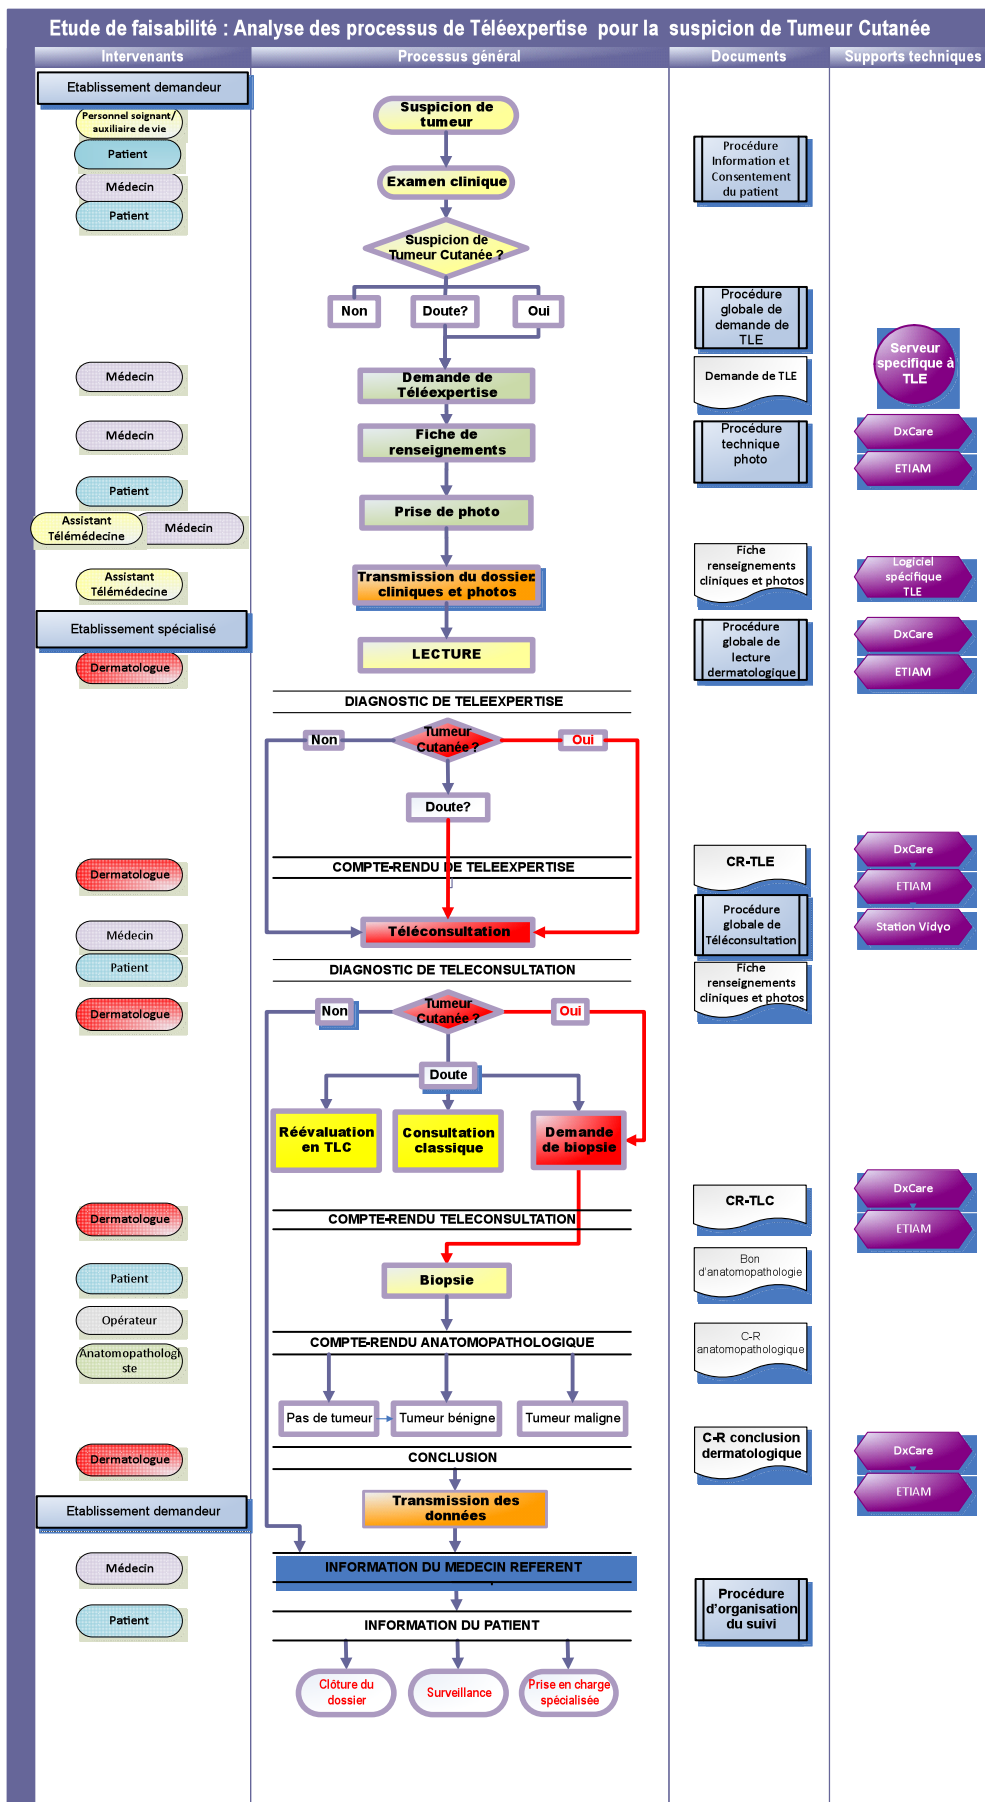 Etude de faisabilité : Analyse des processus de Téléexpertise pour la suspicion de Tumeur Cutanée
Intervenants
Processus général
Documents
Supports techniques
Etablissement demandeur
Personnel soignant/
auxiliaire de vie
Patient
Médecin
Patient
Suspicion de
tumeur
Examen clinique
Suspicion de
Tumeur Cutanée ?
Non
Doute?
Oui
Procédure
Information et
Consentement
du patient
Procédure
globale de
demande de
TLE
Serveur
specifique à
TLE
Médecin
Demande de
Téléexpertise
Demande de TLE
Médecin
Fiche de
renseignements
Procédure
technique
photo
DxCare
ETIAM
Patient
Assistant
Télémédecine
Médecin
Prise de photo
Assistant
Télémédecine
Transmission du dossier:
cliniques et photos
Fiche
renseignements
cliniques et photos
Logiciel
spécifique
TLE
Etablissement spécialisé
Dermatologue
LECTURE
Procédure
globale de
lecture
dermatologique
DxCare
ETIAM
DIAGNOSTIC DE TELEEXPERTISE
Non
Tumeur
Cutanée ?
Oui
Doute?
Dermatologue
COMPTE-RENDU DE TELEEXPERTISE
CR-TLE
DxCare
ETIAM
Médecin
Patient
Téléconsultation
Procédure
globale de
Téléconsultation
Station Vidyo
DIAGNOSTIC DE TELECONSULTATION
Fiche
renseignements
cliniques et photos
Dermatologue
Non
Tumeur
Cutanée ?
Oui
Doute
Réévaluation
en TLC
Consultation
classique
Demande
de biopsie
Dermatologue
COMPTE-RENDU TELECONSULTATION
CR-TLC
DxCare
ETIAM
Patient
Biopsie
Bon
d'anatomopathologie
Opérateur
Anatomopathologi
ste
COMPTE-RENDU ANATOMOPATHOLOGIQUE
C-R
anatomopathologique
Pas de tumeur
Tumeur bénigne
Tumeur maligne
Dermatologue
CONCLUSION
C-R conclusion
dermatologique
DxCare
ETIAM
Etablissement demandeur
Transmission des
données
Médecin
INFORMATION DU MEDECIN REFERENT
Patient
INFORMATION DU PATIENT
Procédure
d'organisation
du suivi
Clôture du
dossier
Surveillance
Prise en charge
spécialisée